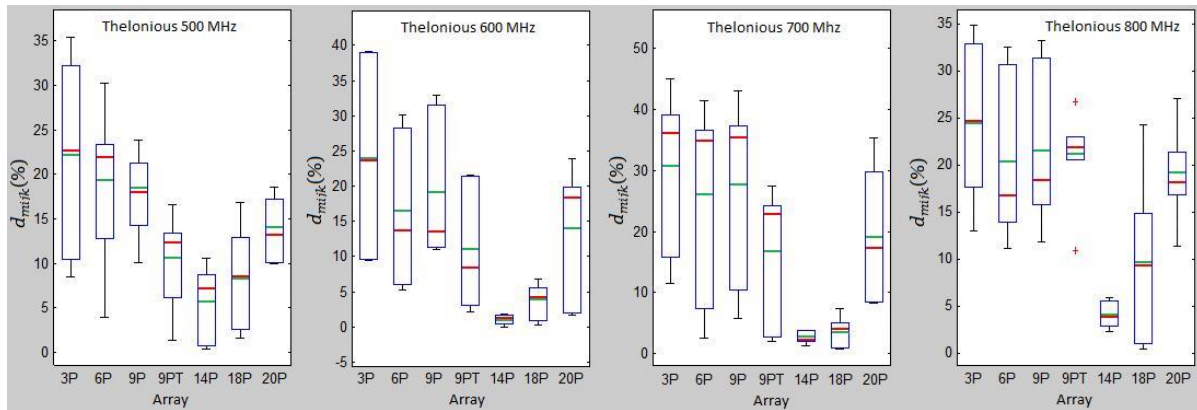 Thelonious 500 MHz
35
30
25
20
15
10
5
0
d_mijk(%)
3P 6P 9P 9PT 14P 18P 20P
Array
Thelonious 600 MHz
40
35
30
25
20
15
10
5
0
-5
d_mijk(%)
3P 6P 9P 9PT 14P 18P 20P
Array
Thelonious 700 Mhz
50
40
30
20
10
0
d_mijk(%)
3P 6P 9P 9PT 14P 18P 20P
Array
Thelonious 800 MHz
35
30
25
20
15
10
5
0
d_mijk(%)
3P 6P 9P 9PT 14P 18P 20P
Array